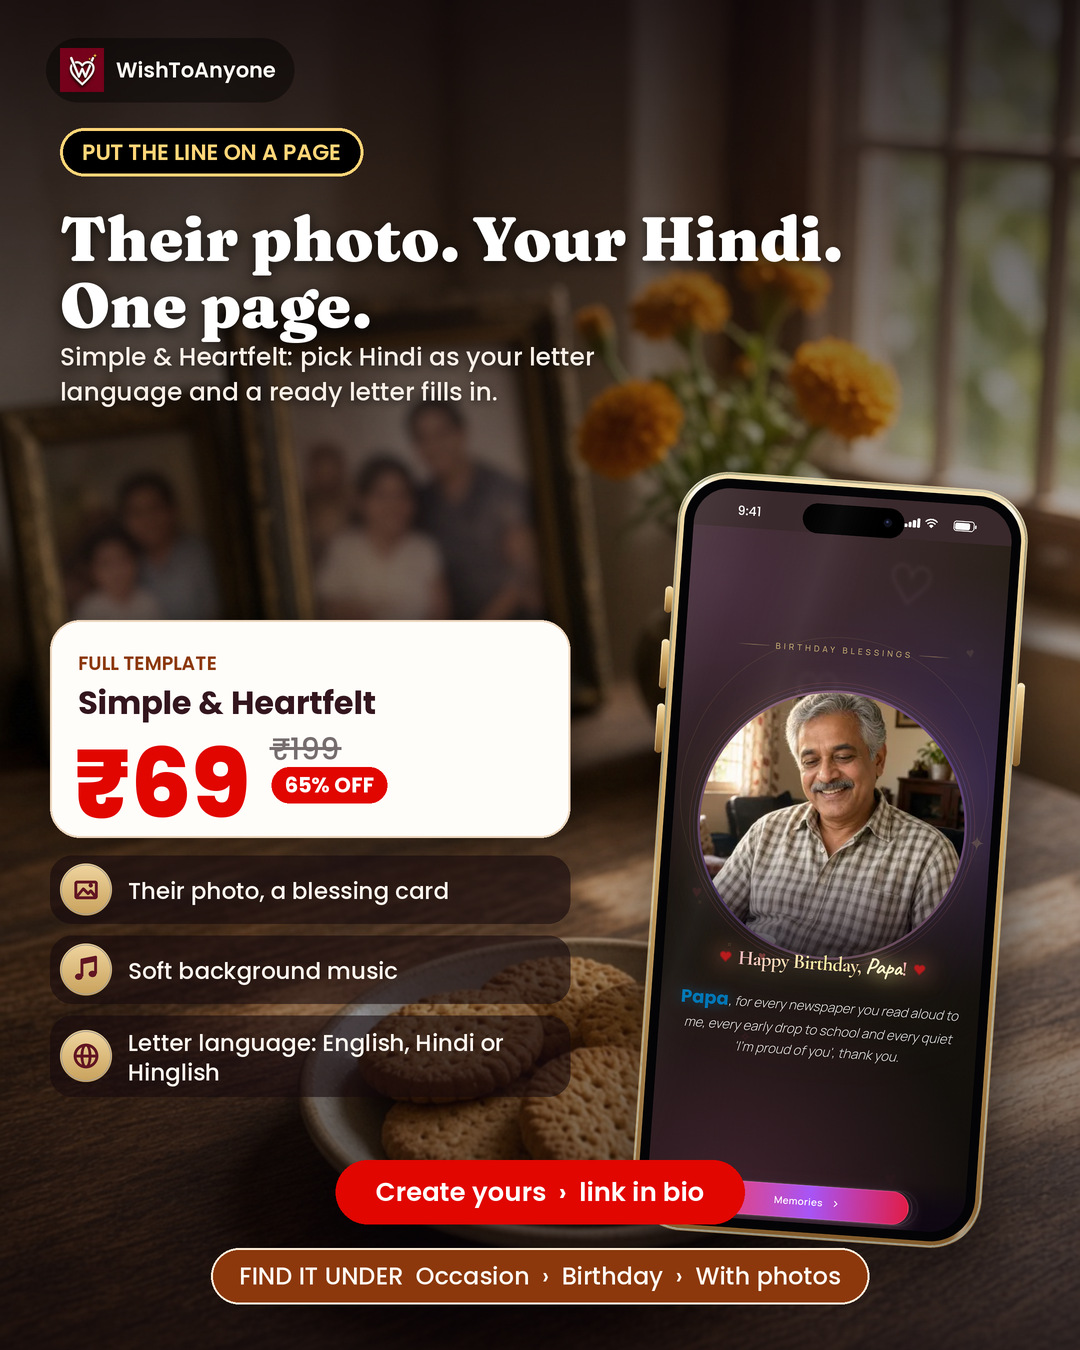 WishToAnyone
PUT THE LINE ON A PAGE
Their photo. Your Hindi.
One page.
Simple & Heartfelt: pick Hindi as your letter
language and a ready letter fills in.
FULL TEMPLATE
Simple & Heartfelt
₹69
₹199
65% OFF
Their photo, a blessing card
Soft background music
Letter language: English, Hindi or
Hinglish
9:41
BIRTHDAY BLESSINGS
Happy Birthday, Papa!
Papa, for every newspaper you read aloud to
me, every early drop to school and every quiet
'I'm proud of you', thank you.
Memories ›
Create yours › link in bio
FIND IT UNDER Occasion › Birthday › With photos